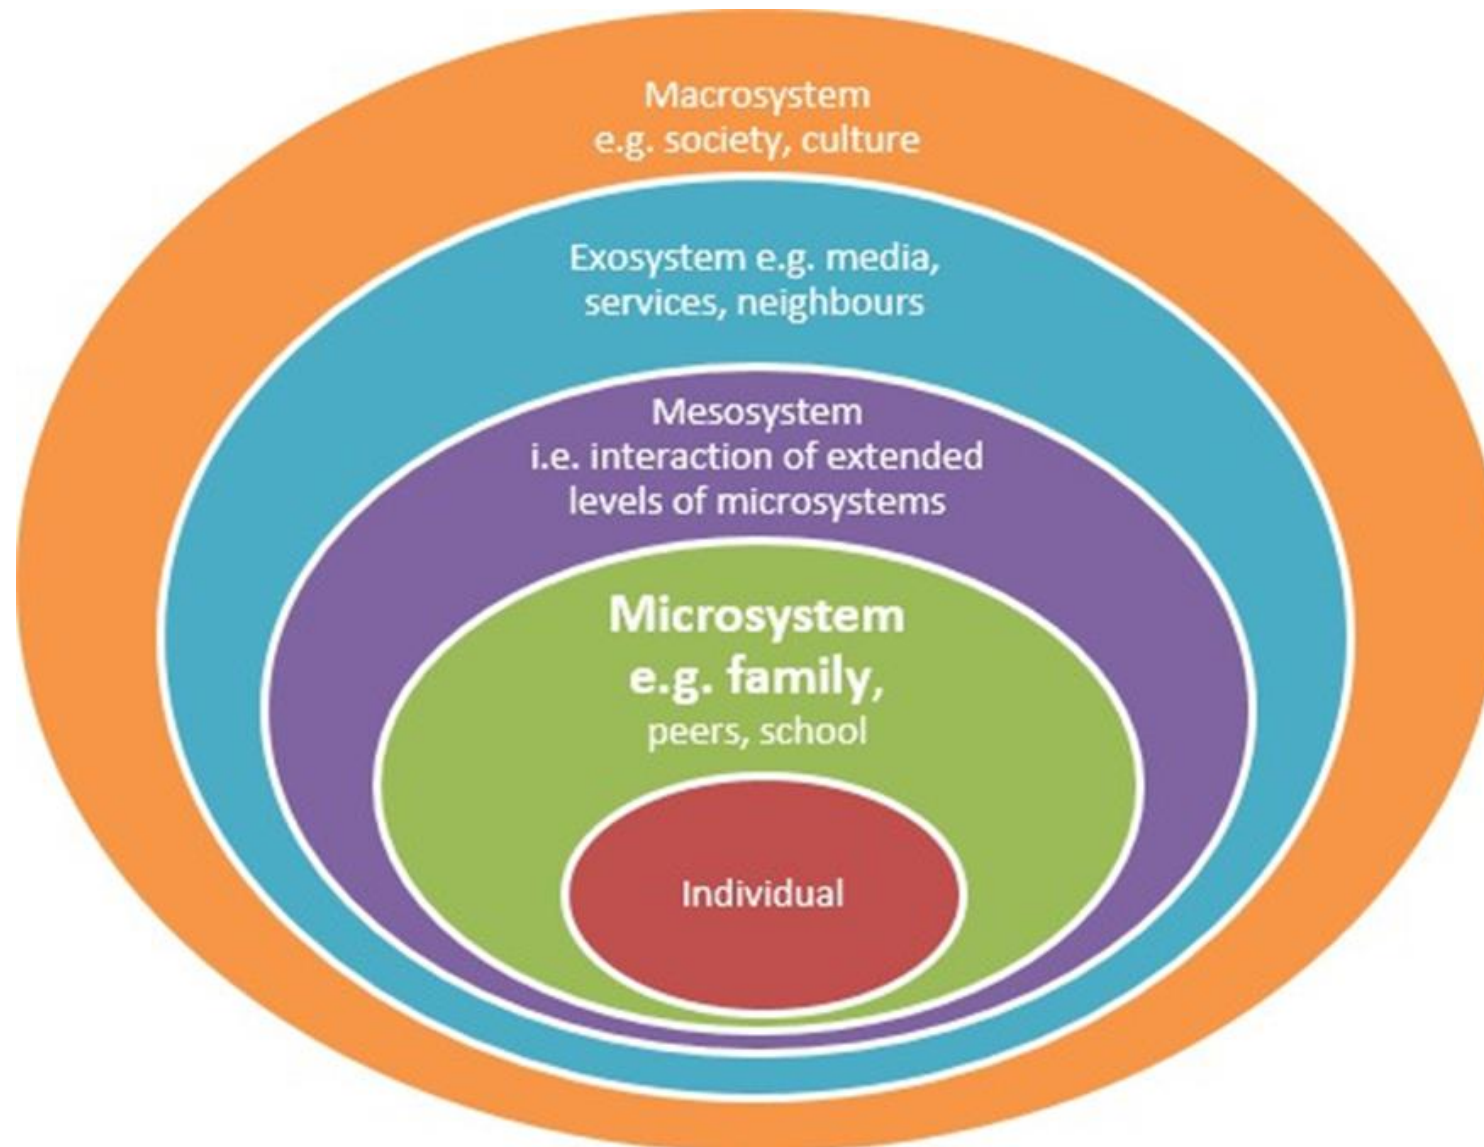 Macrosystem
e.g. society, culture
Exosystem e.g. media,
services, neighbours
Mesosystem
i.e. interaction of extended
levels of microsystems
Microsystem
e.g. family,
peers, school
Individual